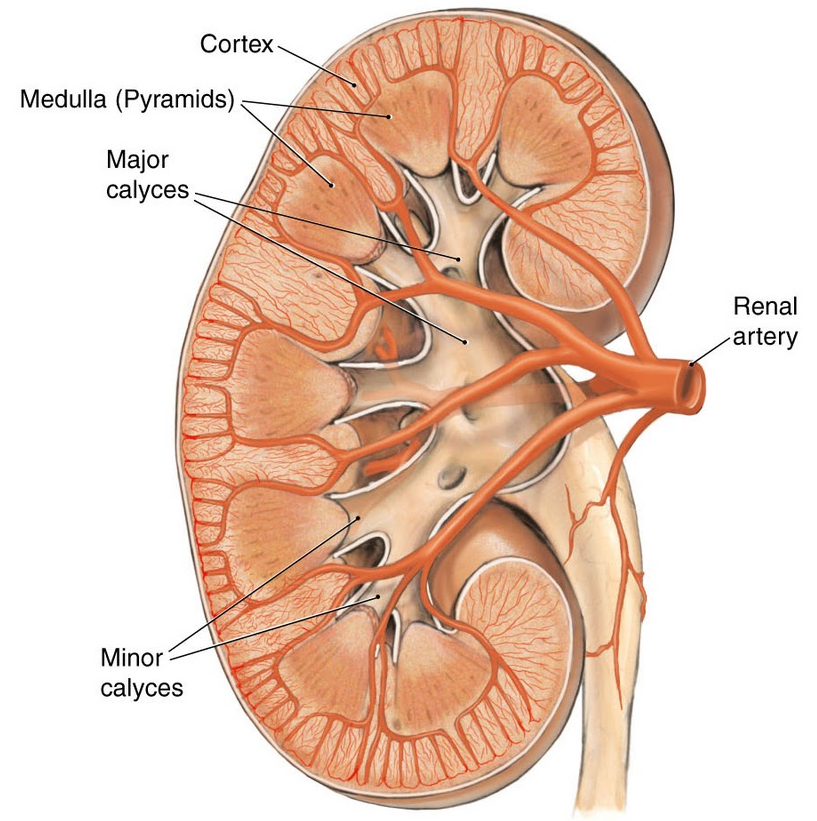 Cortex
Medulla (Pyramids)
Major
calyces
Renal
artery
Minor
calyces